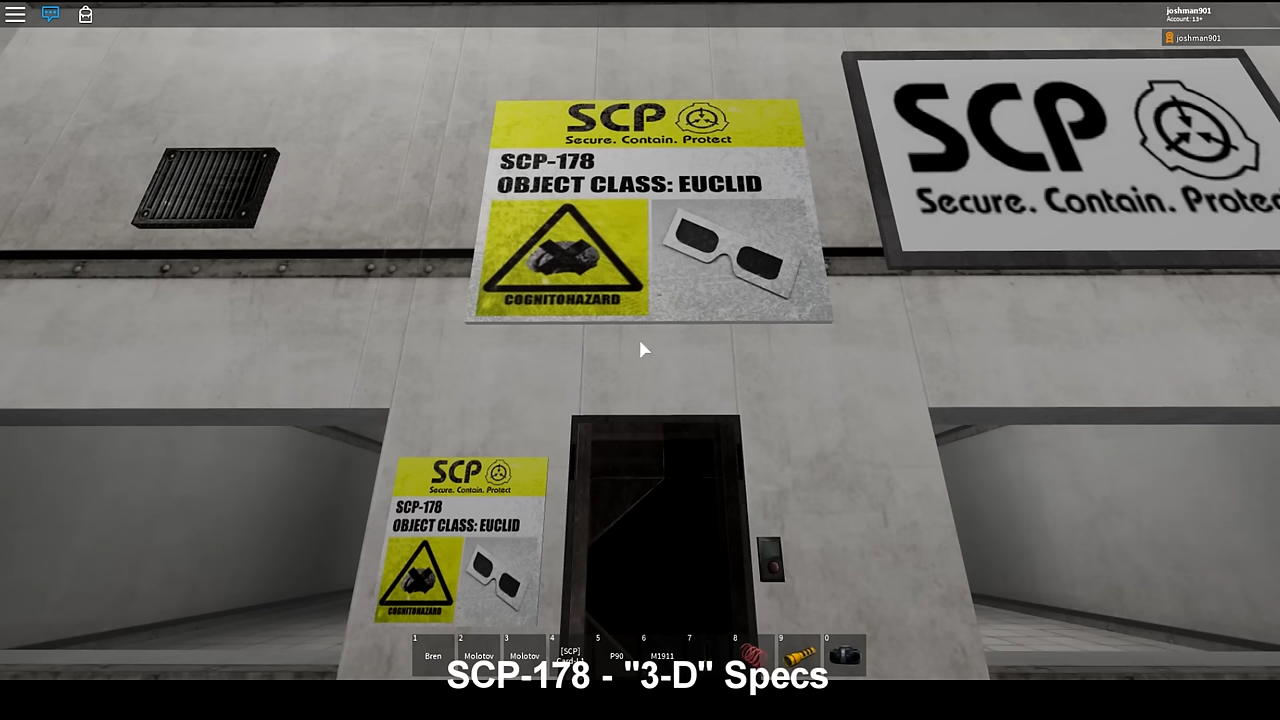 joshman901
Account: 13+
joshman901
SCP
Secure. Contain. Protect
SCP-178
OBJECT CLASS: EUCLID
COGNITOHAZARD
SCP
Secure. Contain. Protec
SCP
Secure. Contain. Protect
SCP-178
OBJECT CLASS: EUCLID
COGNITOHAZARD
1 2 3 4 5 6 7 8 9 0
Bren Molotov Molotov [SCP] P90 M1911
SCP-178 - "3-D" Specs